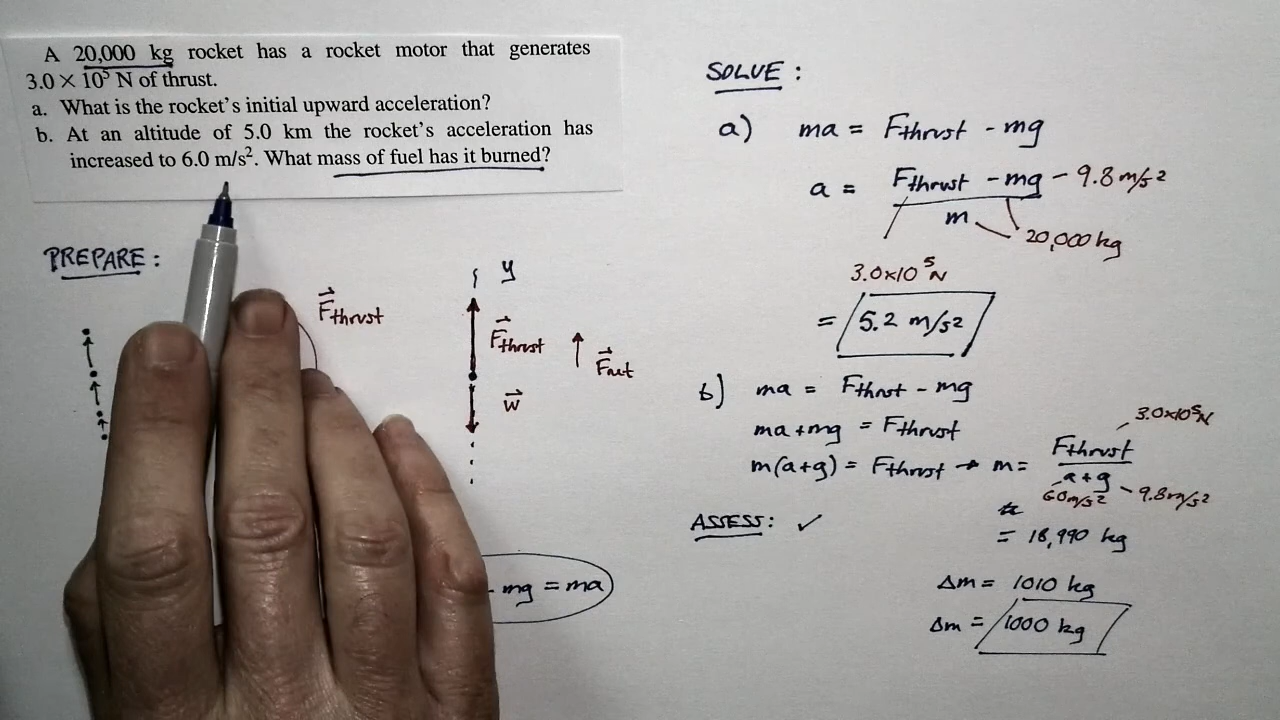 A 20,000 kg rocket has a rocket motor that generates
3.0 × 10⁵ N of thrust.
a. What is the rocket's initial upward acceleration?
b. At an altitude of 5.0 km the rocket's acceleration has
increased to 6.0 m/s². What mass of fuel has it burned?
PREPARE:
F⃗thrust
y
F⃗thrust
F⃗net
w⃗
- mg = ma
SOLVE:
a) ma = Fthrust - mg
a = Fthrust - mg - 9.8 m/s²
m
20,000 kg
3.0×10⁵ N
= 5.2 m/s²
b) ma = Fthrust - mg
3.0×10⁵N
ma + mg = Fthrust
m(a+g) = Fthrust → m = Fthrust
a + g
6.0m/s² - 9.8m/s²
= 18,990 kg
ASSESS: ✓
Δm = 1010 kg
Δm = 1000 kg